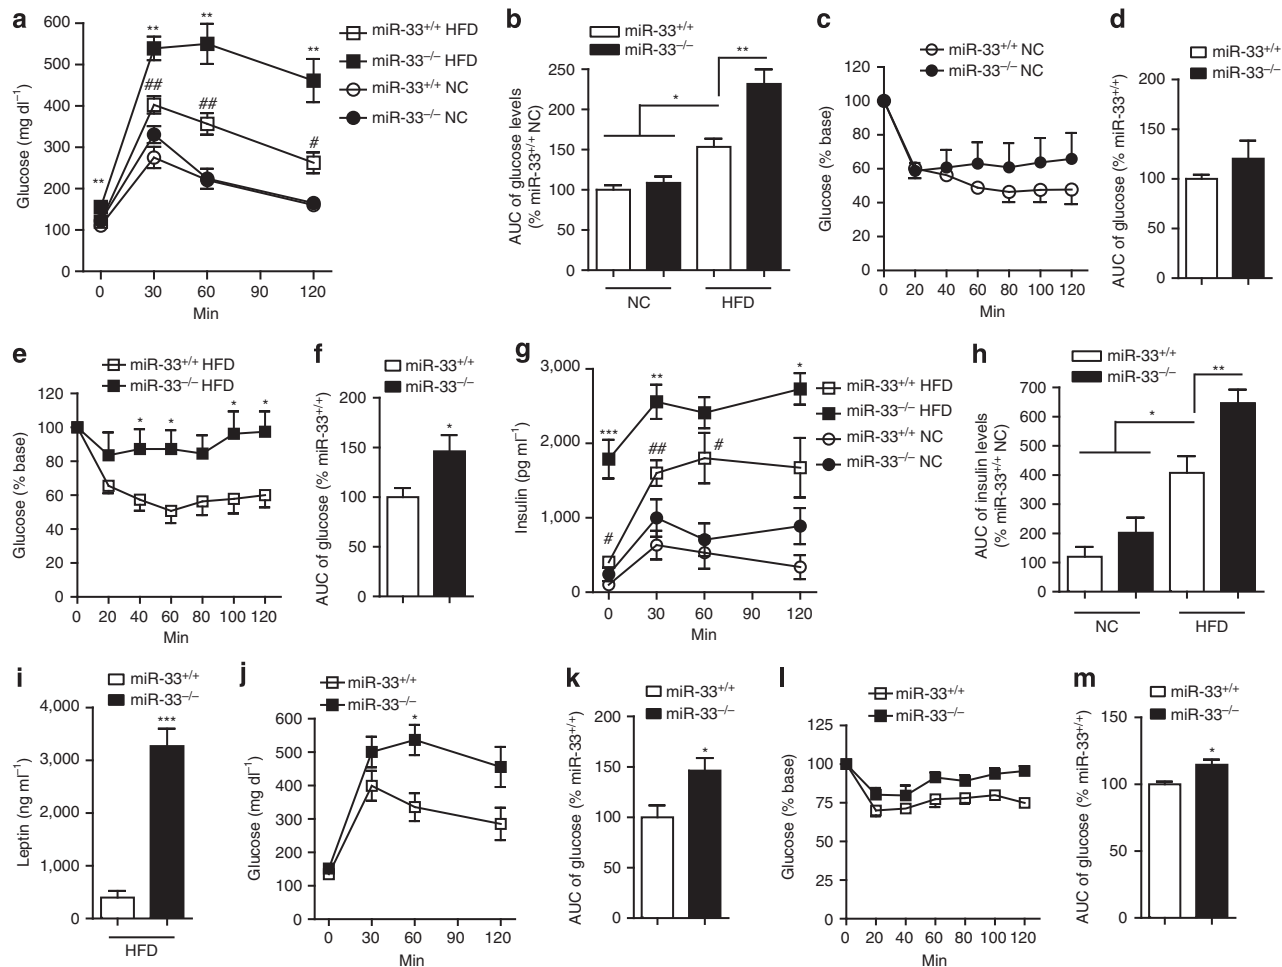 a
600
500
400
300
200
100
0
Glucose (mg dl⁻¹)
**
**
**
**
##
##
#
0 30 60 90 120
Min
miR-33⁺/⁺ HFD
miR-33⁻/⁻ HFD
miR-33⁺/⁺ NC
miR-33⁻/⁻ NC
b
miR-33⁺/⁺
miR-33⁻/⁻
250
200
150
100
50
0
AUC of glucose levels
(% miR-33⁺/⁺ NC)
*
**
NC HFD
c
miR-33⁺/⁺ NC
miR-33⁻/⁻ NC
120
100
80
60
40
20
0
Glucose (% base)
0 20 40 60 80 100 120
Min
d
miR-33⁺/⁺
miR-33⁻/⁻
200
150
100
50
0
AUC of glucose (% miR-33⁺/⁺)
e
miR-33⁺/⁺ HFD
miR-33⁻/⁻ HFD
120
100
80
60
40
20
0
Glucose (% base)
* * * *
0 20 40 60 80 100 120
Min
f
miR-33⁺/⁺
miR-33⁻/⁻
200
150
100
50
0
AUC of glucose (% miR-33⁺/⁺)
*
g
3,000
2,000
1,000
0
Insulin (pg ml⁻¹)
***
**
*
#
##
#
0 30 60 90 120
Min
miR-33⁺/⁺ HFD
miR-33⁻/⁻ HFD
miR-33⁺/⁺ NC
miR-33⁻/⁻ NC
h
miR-33⁺/⁺
miR-33⁻/⁻
700
600
500
400
300
200
100
0
AUC of insulin levels
(% miR-33⁺/⁺ NC)
*
**
NC HFD
i
miR-33⁺/⁺
miR-33⁻/⁻
4,000
3,000
2,000
1,000
0
Leptin (ng ml⁻¹)
***
HFD
j
miR-33⁺/⁺
miR-33⁻/⁻
600
500
400
300
200
100
0
Glucose (mg dl⁻¹)
*
0 30 60 90 120
Min
k
miR-33⁺/⁺
miR-33⁻/⁻
200
150
100
50
0
AUC of glucose (% miR-33⁺/⁺)
*
l
miR-33⁺/⁺
miR-33⁻/⁻
125
100
75
50
25
0
Glucose (% base)
0 20 40 60 80 100 120
Min
m
miR-33⁺/⁺
miR-33⁻/⁻
150
100
50
0
AUC of glucose (% miR-33⁺/⁺)
*